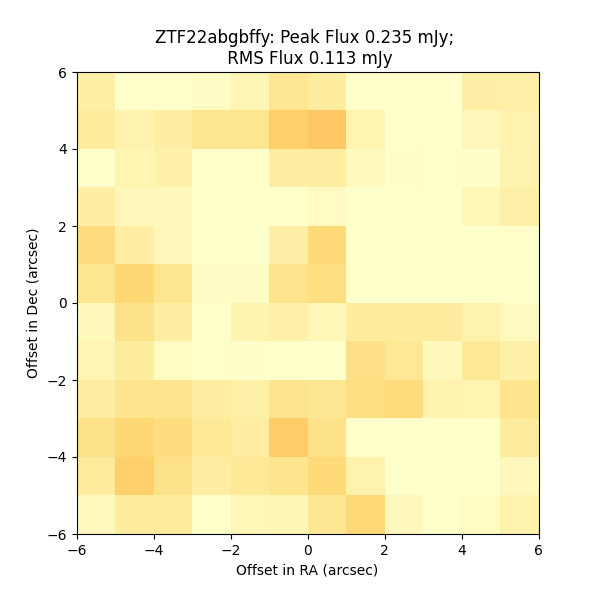 ZTF22abgbffy: Peak Flux 0.235 mJy;
RMS Flux 0.113 mJy
6
4
2
0
−2
−4
−6
Offset in Dec (arcsec)
−6 −4 −2 0 2 4 6
Offset in RA (arcsec)